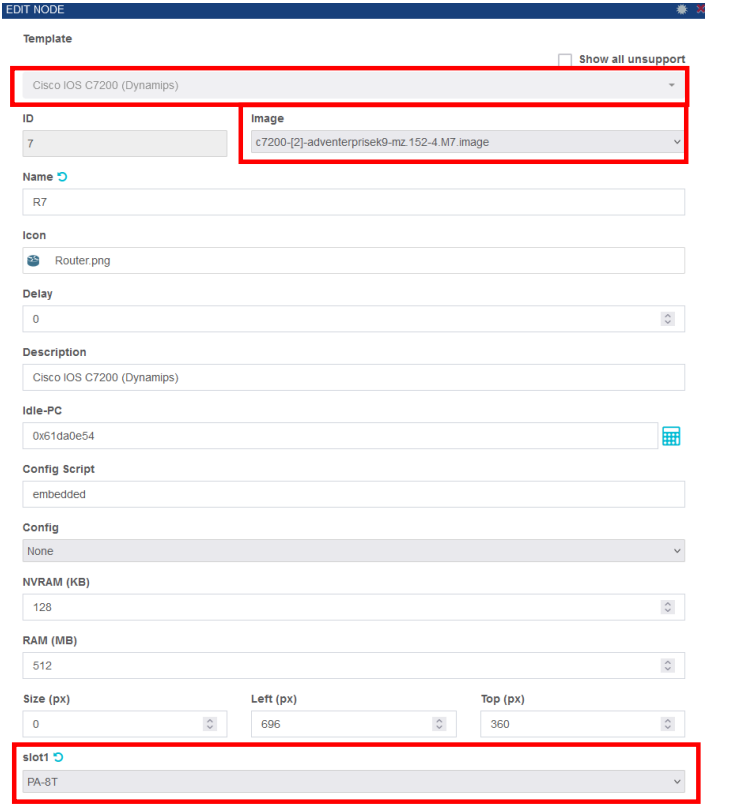 EDIT NODE
Template
Show all unsupport
Cisco IOS C7200 (Dynamips)
ID Image
7 c7200-[2]-adventerprisek9-mz.152-4.M7.image
Name
R7
Icon
Router.png
Delay
0
Description
Cisco IOS C7200 (Dynamips)
Idle-PC
0x61da0e54
Config Script
embedded
Config
None
NVRAM (KB)
128
RAM (MB)
512
Size (px) Left (px) Top (px)
0 696 360
slot1
PA-8T